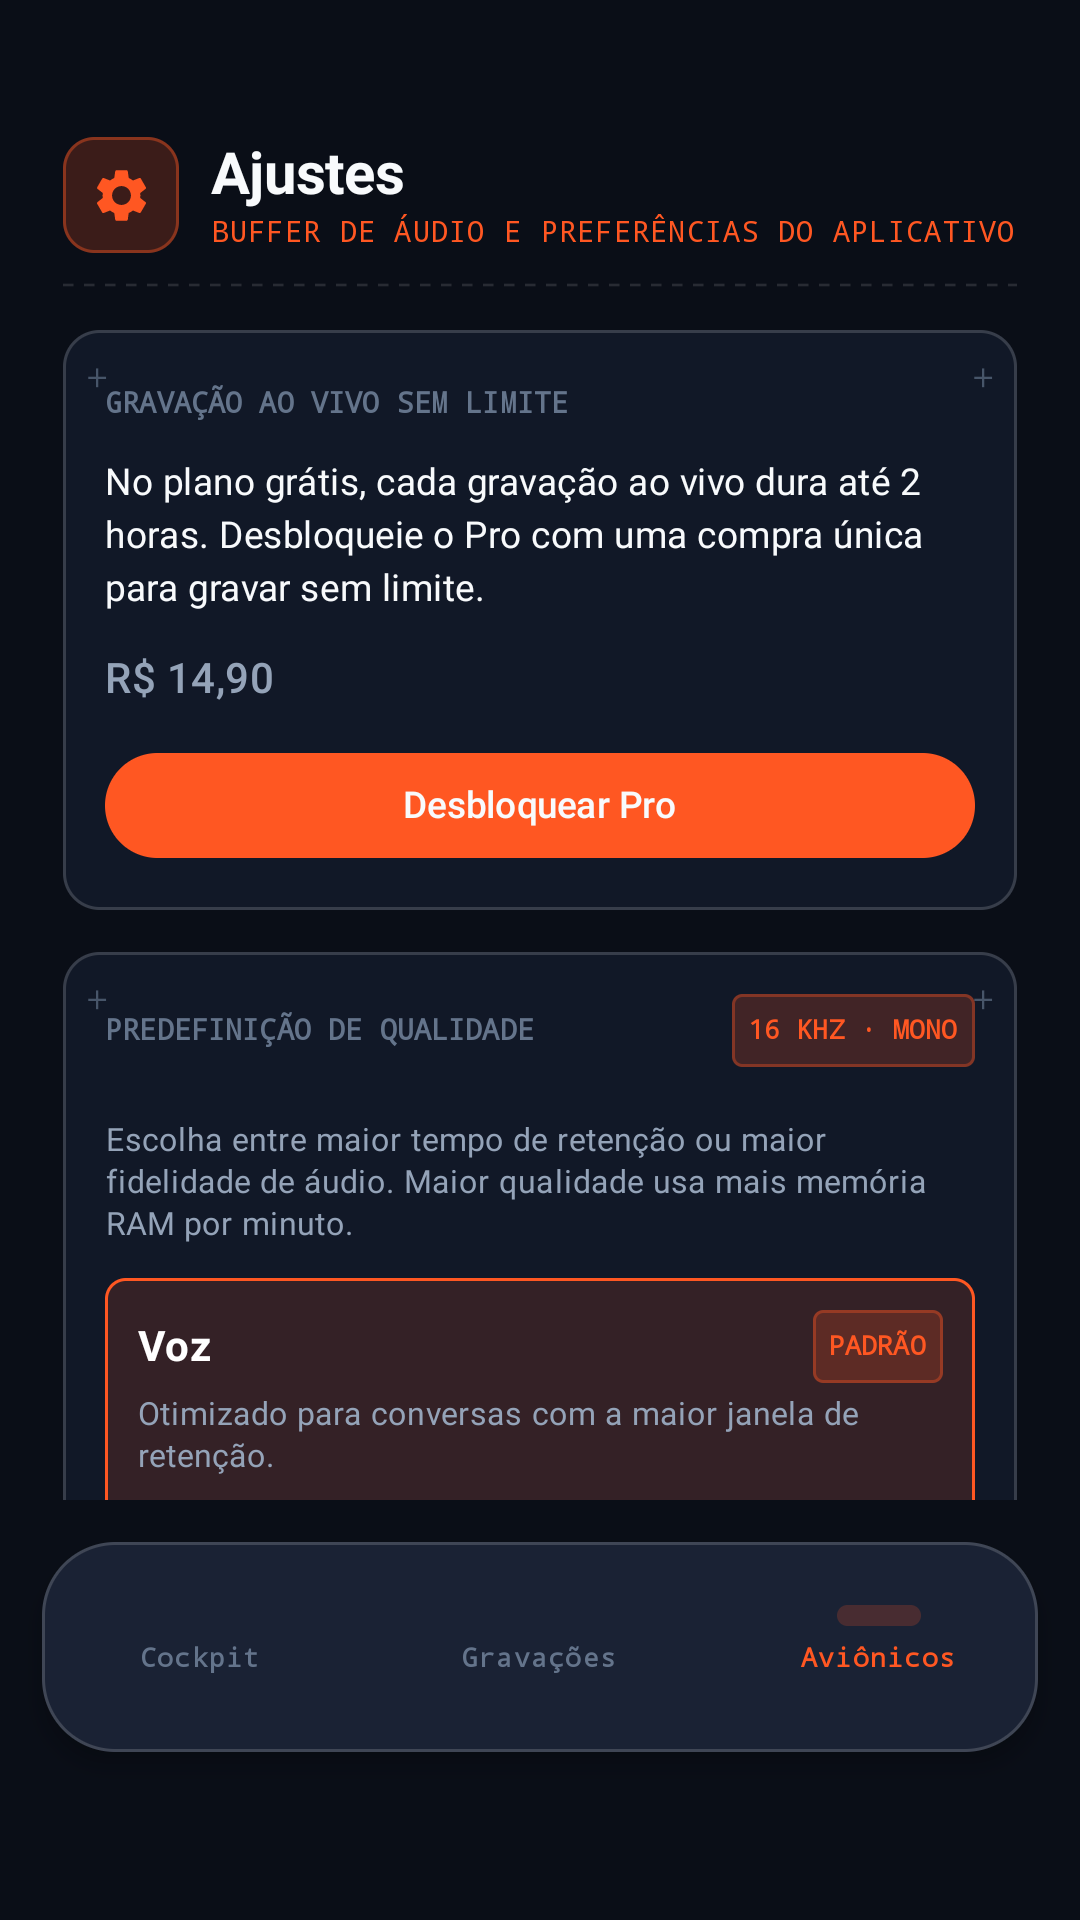 Ajustes
BUFFER DE ÁUDIO E PREFERÊNCIAS DO APLICATIVO
GRAVAÇÃO AO VIVO SEM LIMITE
No plano grátis, cada gravação ao vivo dura até 2
horas. Desbloqueie o Pro com uma compra única
para gravar sem limite.
R$ 14,90
Desbloquear Pro
PREDEFINIÇÃO DE QUALIDADE
16 KHZ · MONO
Escolha entre maior tempo de retenção ou maior
fidelidade de áudio. Maior qualidade usa mais memória
RAM por minuto.
Voz
PADRÃO
Otimizado para conversas com a maior janela de
retenção.
Cockpit
Gravações
Aviônicos